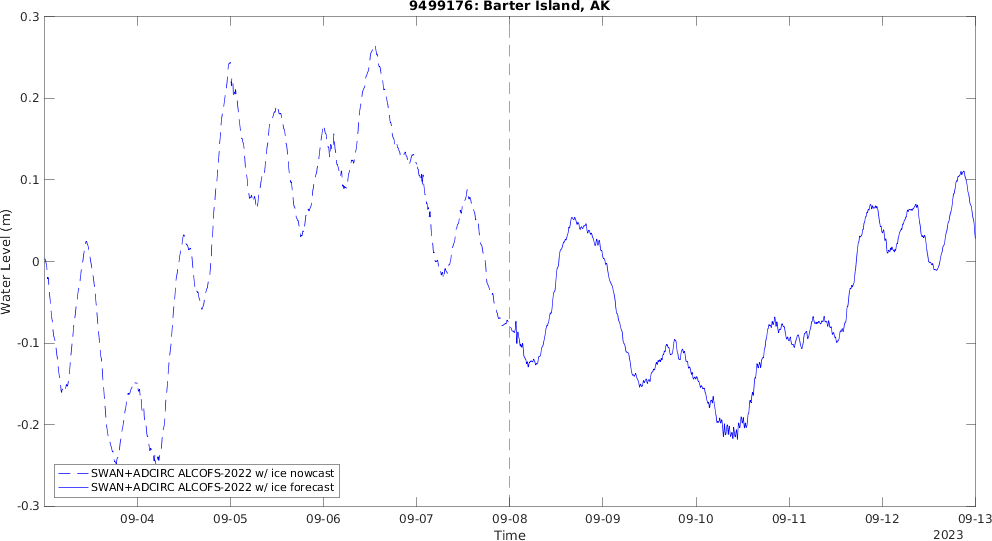 9499176: Barter Island, AK
Water Level (m)
0.3
0.2
0.1
0
-0.1
-0.2
-0.3
SWAN+ADCIRC ALCOFS-2022 w/ ice nowcast
SWAN+ADCIRC ALCOFS-2022 w/ ice forecast
09-04 09-05 09-06 09-07 09-08 09-09 09-10 09-11 09-12 09-13
Time 2023